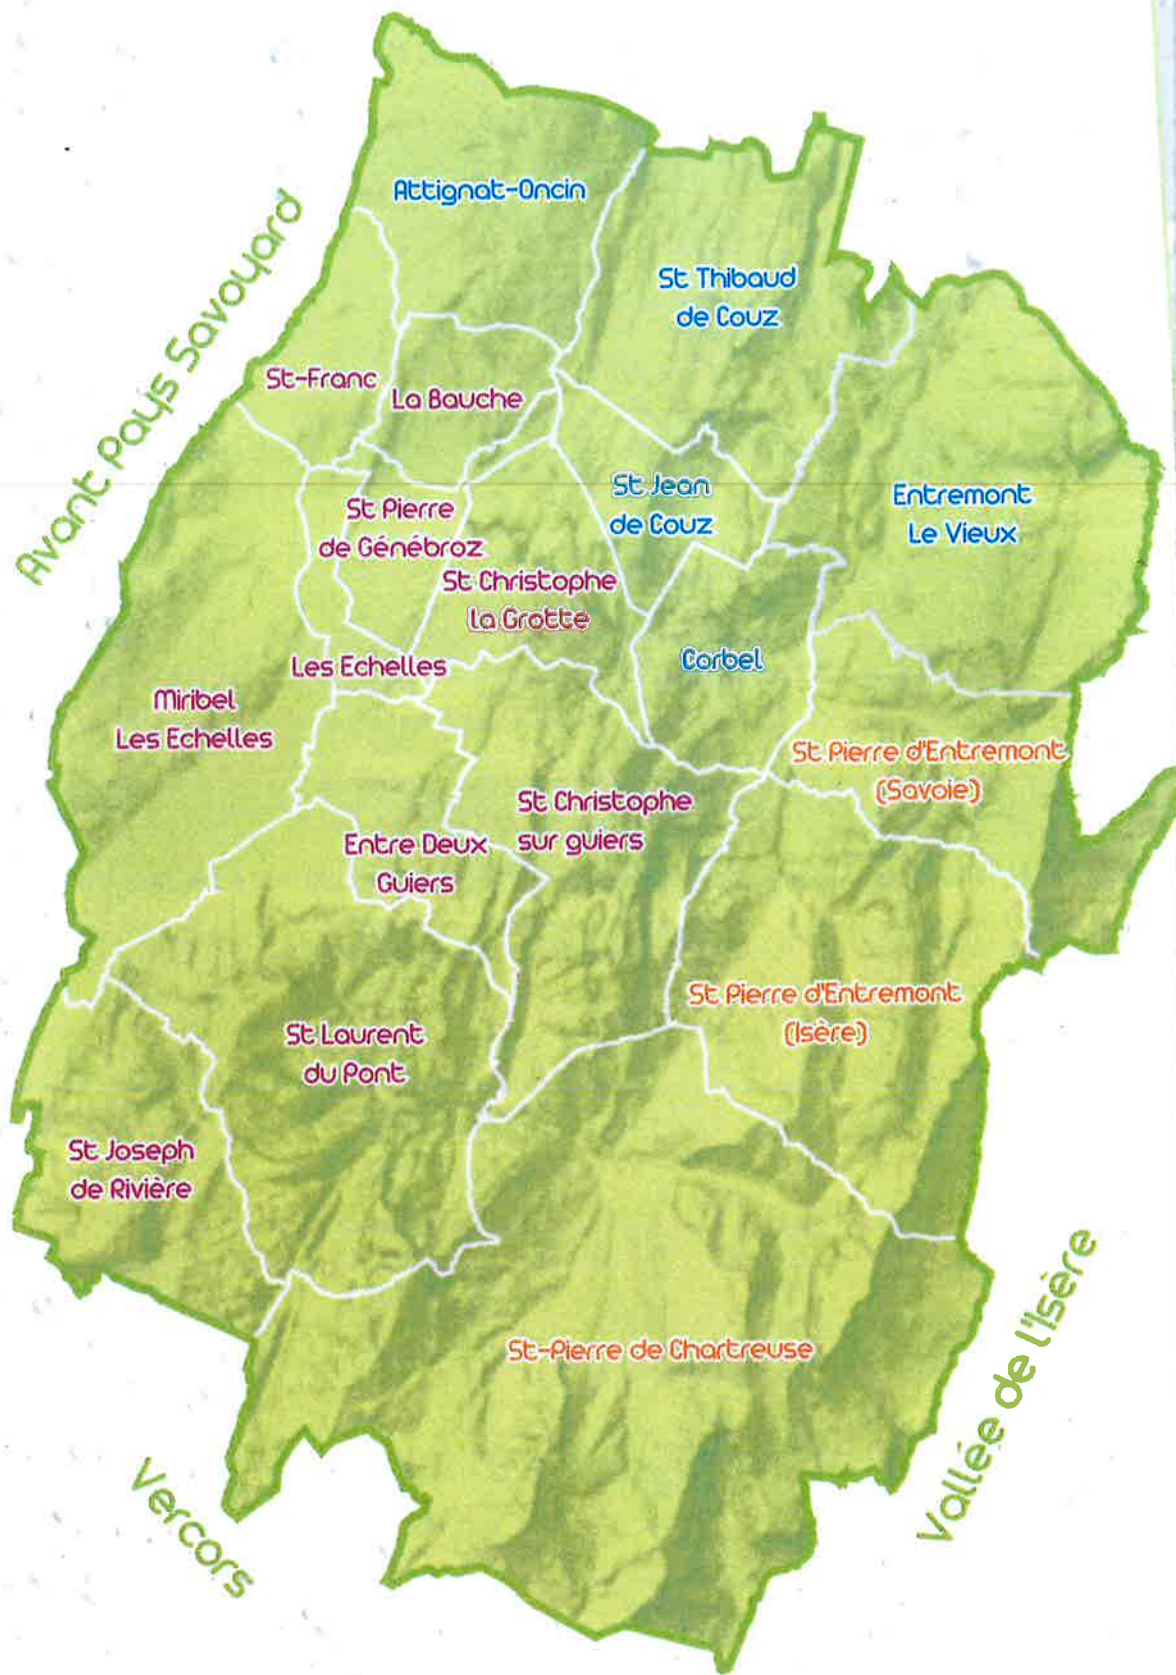 Attignat-Oncin
Avant Pays Savoyard
St Thibaud
de Couz
St-Franc
La Bauche
St Jean
de Couz
Entremont
Le Vieux
St Pierre
de Génébroz
St Christophe
la Grotte
Corbel
Les Echelles
Miribel
Les Echelles
St Pierre d'Entremont
(Savoie)
St Christophe
sur guiers
Entre Deux
Guiers
St Pierre d'Entremont
(Isère)
St Laurent
du Pont
St Joseph
de Rivière
St-Pierre de Chartreuse
Vallée de l'Isère
Vercors